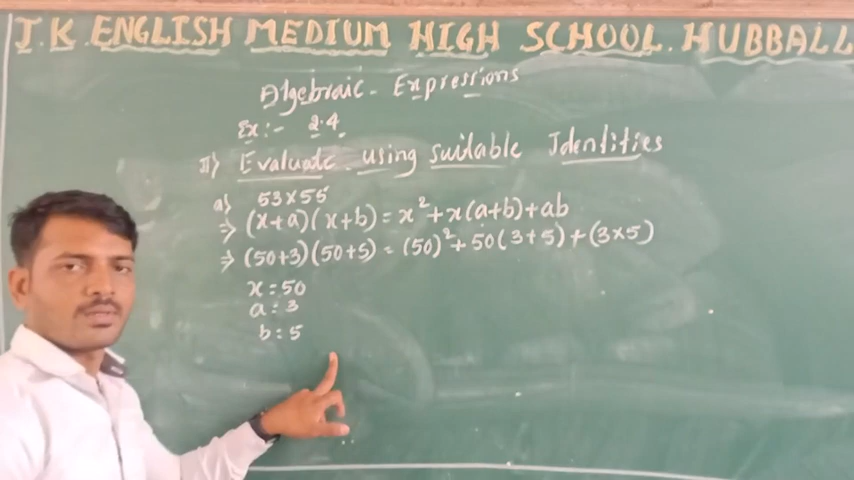 J.K ENGLISH MEDIUM HIGH SCHOOL. HUBBALL
Algebraic - Expressions
Ex:- 2.4.
II) Evaluate using suitable Identities
a) 53×55
⇒ (x+a)(x+b) = x² + x(a+b) + ab
⇒ (50+3)(50+5) = (50)² + 50(3+5) + (3×5)
x = 50
a = 3
b = 5